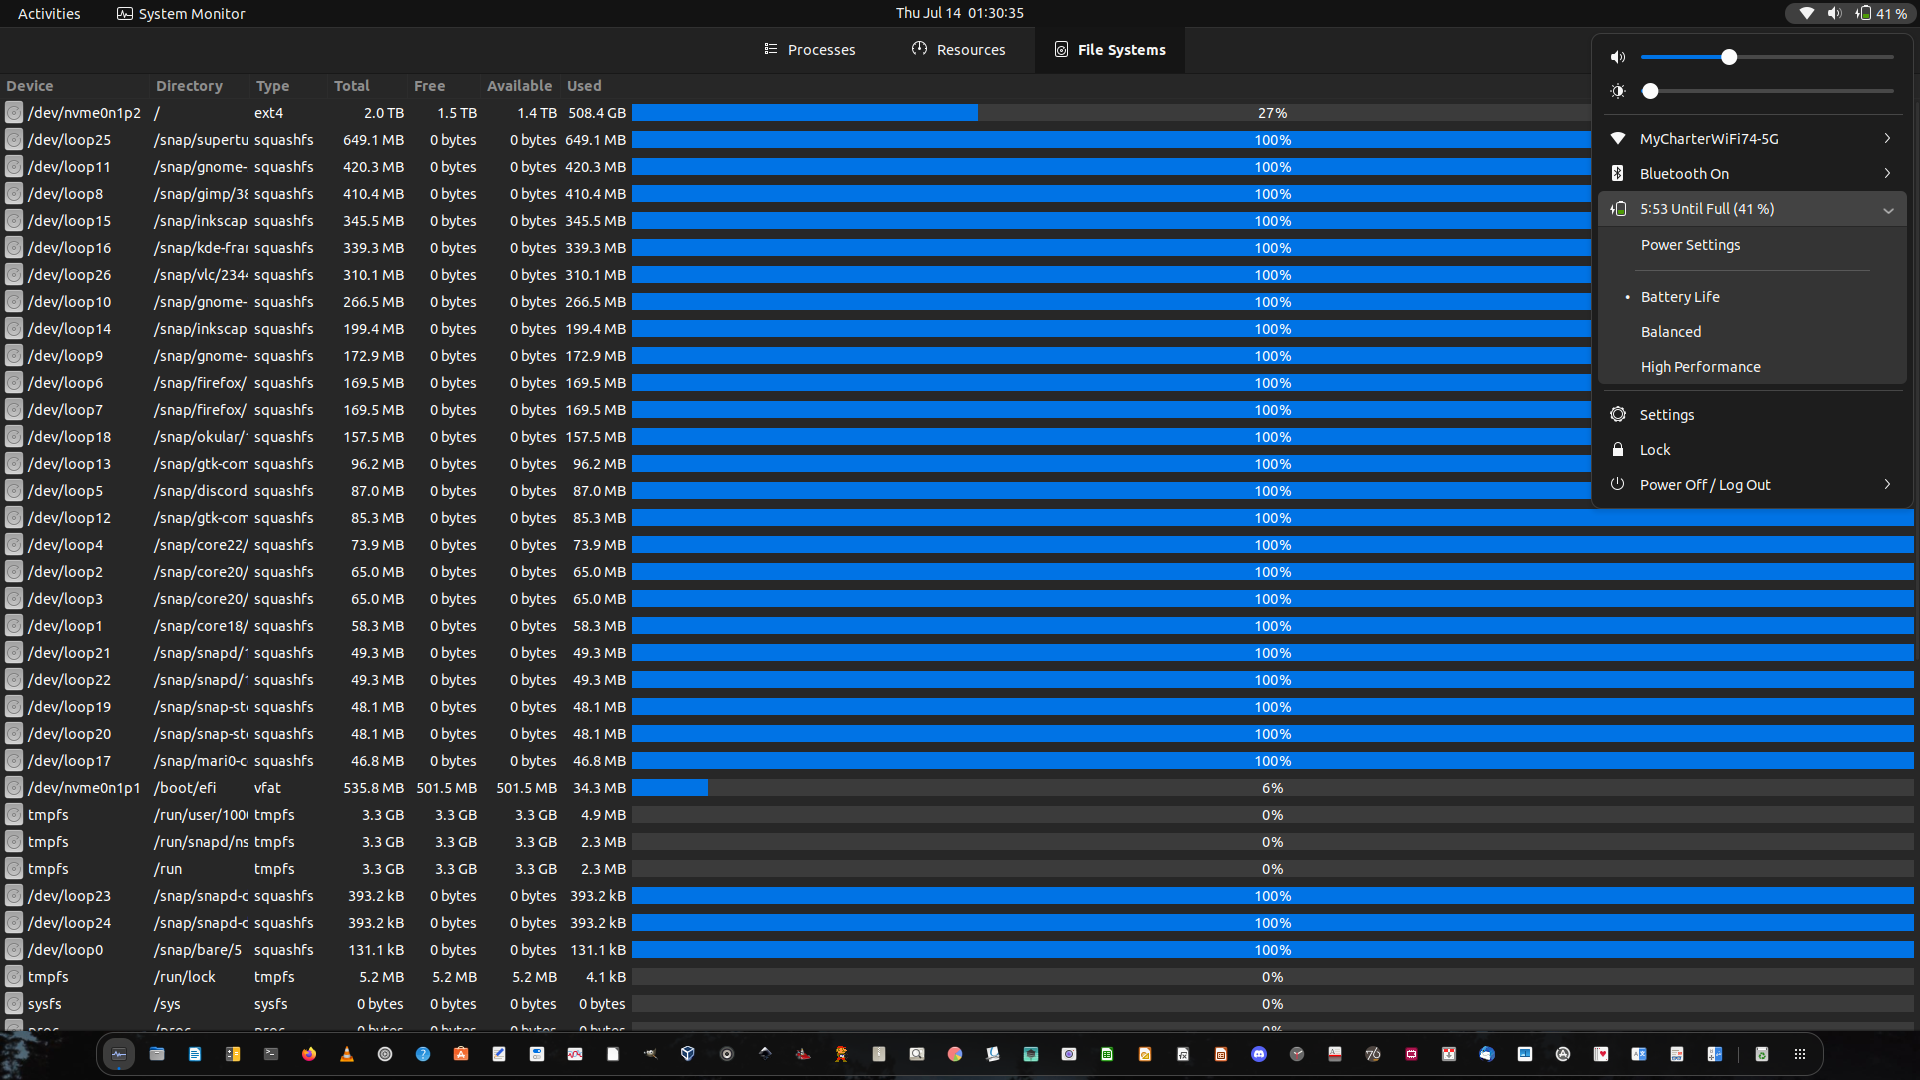 Activities System Monitor Thu Jul 14 01:30:35 41 %
Processes Resources File Systems
Device Directory Type Total Free Available Used
/dev/nvme0n1p2 / ext4 2.0 TB 1.5 TB 1.4 TB 508.4 GB 27%
/dev/loop25 /snap/supertu squashfs 649.1 MB 0 bytes 0 bytes 649.1 MB 100%
/dev/loop11 /snap/gnome- squashfs 420.3 MB 0 bytes 0 bytes 420.3 MB 100%
/dev/loop8 /snap/gimp/38 squashfs 410.4 MB 0 bytes 0 bytes 410.4 MB 100%
/dev/loop15 /snap/inkscap squashfs 345.5 MB 0 bytes 0 bytes 345.5 MB 100%
/dev/loop16 /snap/kde-frar squashfs 339.3 MB 0 bytes 0 bytes 339.3 MB 100%
/dev/loop26 /snap/vlc/2344 squashfs 310.1 MB 0 bytes 0 bytes 310.1 MB 100%
/dev/loop10 /snap/gnome- squashfs 266.5 MB 0 bytes 0 bytes 266.5 MB 100%
/dev/loop14 /snap/inkscap squashfs 199.4 MB 0 bytes 0 bytes 199.4 MB 100%
/dev/loop9 /snap/gnome- squashfs 172.9 MB 0 bytes 0 bytes 172.9 MB 100%
/dev/loop6 /snap/firefox/ squashfs 169.5 MB 0 bytes 0 bytes 169.5 MB 100%
/dev/loop7 /snap/firefox/ squashfs 169.5 MB 0 bytes 0 bytes 169.5 MB 100%
/dev/loop18 /snap/okular/ squashfs 157.5 MB 0 bytes 0 bytes 157.5 MB 100%
/dev/loop13 /snap/gtk-com squashfs 96.2 MB 0 bytes 0 bytes 96.2 MB 100%
/dev/loop5 /snap/discord squashfs 87.0 MB 0 bytes 0 bytes 87.0 MB 100%
/dev/loop12 /snap/gtk-com squashfs 85.3 MB 0 bytes 0 bytes 85.3 MB 100%
/dev/loop4 /snap/core22/ squashfs 73.9 MB 0 bytes 0 bytes 73.9 MB 100%
/dev/loop2 /snap/core20/ squashfs 65.0 MB 0 bytes 0 bytes 65.0 MB 100%
/dev/loop3 /snap/core20/ squashfs 65.0 MB 0 bytes 0 bytes 65.0 MB 100%
/dev/loop1 /snap/core18/ squashfs 58.3 MB 0 bytes 0 bytes 58.3 MB 100%
/dev/loop21 /snap/snapd/1 squashfs 49.3 MB 0 bytes 0 bytes 49.3 MB 100%
/dev/loop22 /snap/snapd/1 squashfs 49.3 MB 0 bytes 0 bytes 49.3 MB 100%
/dev/loop19 /snap/snap-sto squashfs 48.1 MB 0 bytes 0 bytes 48.1 MB 100%
/dev/loop20 /snap/snap-sto squashfs 48.1 MB 0 bytes 0 bytes 48.1 MB 100%
/dev/loop17 /snap/mari0-c squashfs 46.8 MB 0 bytes 0 bytes 46.8 MB 100%
/dev/nvme0n1p1 /boot/efi vfat 535.8 MB 501.5 MB 501.5 MB 34.3 MB 6%
tmpfs /run/user/1000 tmpfs 3.3 GB 3.3 GB 3.3 GB 4.9 MB 0%
tmpfs /run/snapd/ns tmpfs 3.3 GB 3.3 GB 3.3 GB 2.3 MB 0%
tmpfs /run tmpfs 3.3 GB 3.3 GB 3.3 GB 2.3 MB 0%
/dev/loop23 /snap/snapd-c squashfs 393.2 kB 0 bytes 0 bytes 393.2 kB 100%
/dev/loop24 /snap/snapd-c squashfs 393.2 kB 0 bytes 0 bytes 393.2 kB 100%
/dev/loop0 /snap/bare/5 squashfs 131.1 kB 0 bytes 0 bytes 131.1 kB 100%
tmpfs /run/lock tmpfs 5.2 MB 5.2 MB 5.2 MB 4.1 kB 0%
sysfs /sys sysfs 0 bytes 0 bytes 0 bytes 0 bytes 0%
proc /proc proc 0 bytes 0 bytes 0 bytes 0 bytes 0%
MyCharterWiFi74-5G
Bluetooth On
5:53 Until Full (41 %)
Power Settings
• Battery Life
Balanced
High Performance
Settings
Lock
Power Off / Log Out